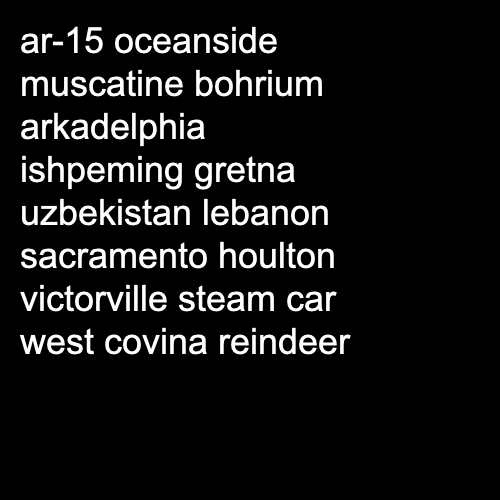 ar-15 oceanside
muscatine bohrium
arkadelphia
ishpeming gretna
uzbekistan lebanon
sacramento houlton
victorville steam car
west covina reindeer